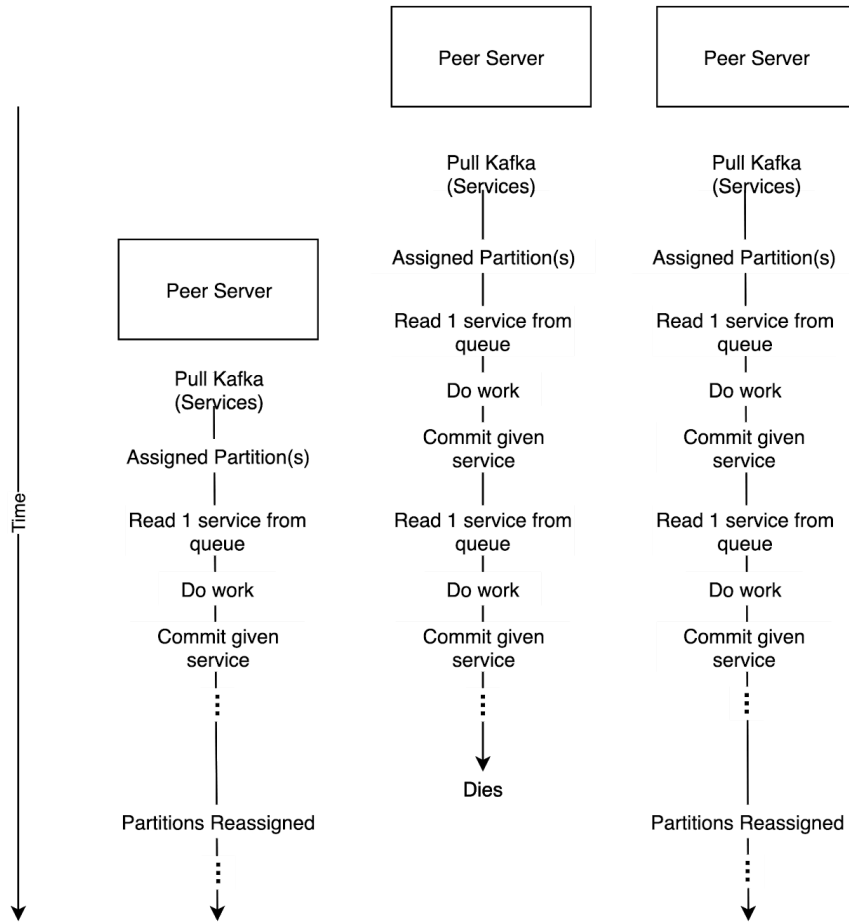 Peer Server
Peer Server
Pull Kafka
(Services)
Pull Kafka
(Services)
Assigned Partition(s)
Assigned Partition(s)
Peer Server
Read 1 service from
queue
Read 1 service from
queue
Pull Kafka
(Services)
Do work
Do work
Commit given
service
Commit given
service
Assigned Partition(s)
Time
Read 1 service from
queue
Read 1 service from
queue
Read 1 service from
queue
Do work
Do work
Do work
Commit given
service
Commit given
service
Commit given
service
Dies
Partitions Reassigned
Partitions Reassigned